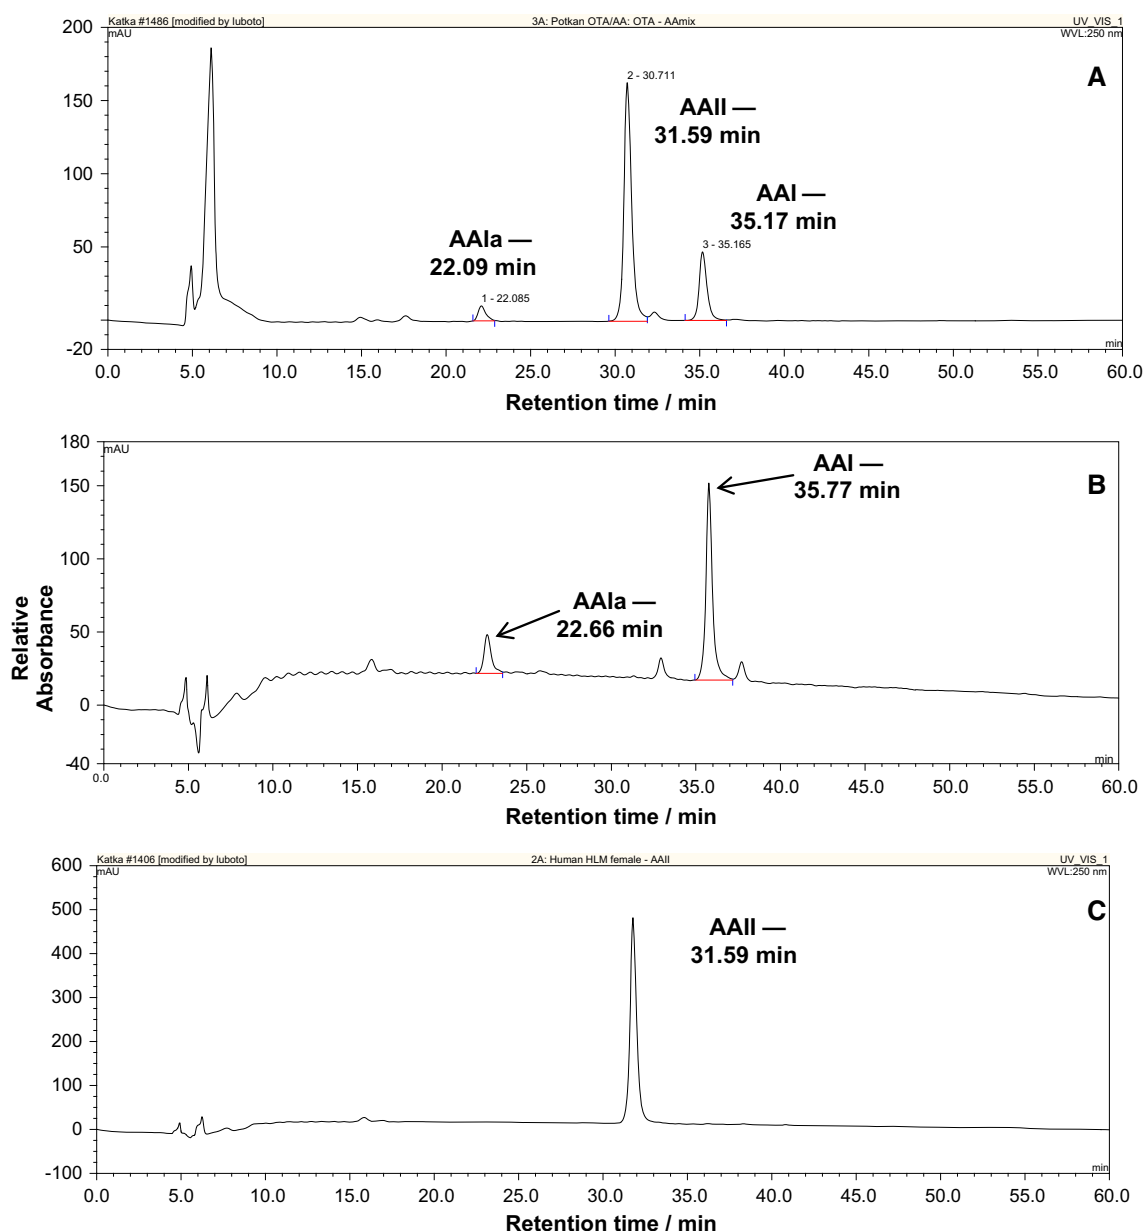 Katka #1486 [modified by luboto] 3A: Potkan OTA/AA: OTA - AAmix UV_VIS_1
200 mAU WVL:250 nm
A
2 - 30.711
AAII —
31.59 min
150
100
AAI —
35.17 min
3 - 35.165
50
AAIa —
22.09 min
1 - 22.085
-20 min
0.0 5.0 10.0 15.0 20.0 25.0 30.0 35.0 40.0 45.0 50.0 55.0 60.0
Retention time / min
180 mAU
B
AAI —
35.77 min
150
100
AAIa —
22.66 min
50
0
-40 min
Relative
Absorbance
0.0 5.0 10.0 15.0 20.0 25.0 30.0 35.0 40.0 45.0 50.0 55.0 60.0
Retention time / min
Katka #1406 [modified by luboto] 2A: Human HLM female - AAII UV_VIS_1
600 mAU WVL:250 nm
C
500
AAII —
31.59 min
400
300
200
100
0
-100 min
0.0 5.0 10.0 15.0 20.0 25.0 30.0 35.0 40.0 45.0 50.0 55.0 60.0
Retention time / min